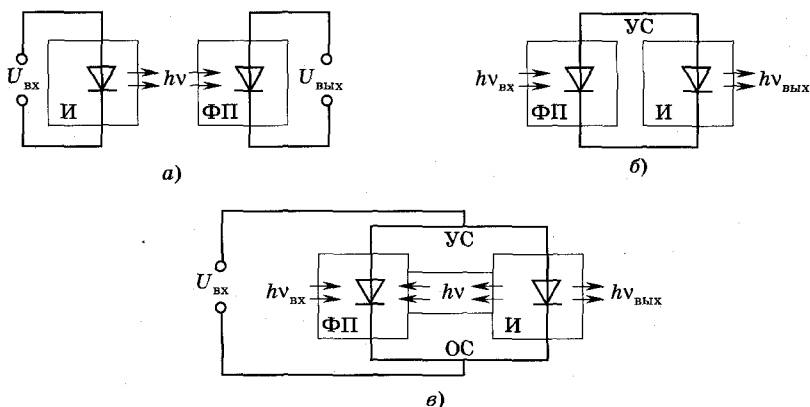 U вх
И
hν
ФП
U вых
а)
УС
hν вх
ФП
И
hν вых
б)
УС
U вх
hν вх
ФП
hν
И
hν вых
ОС
в)